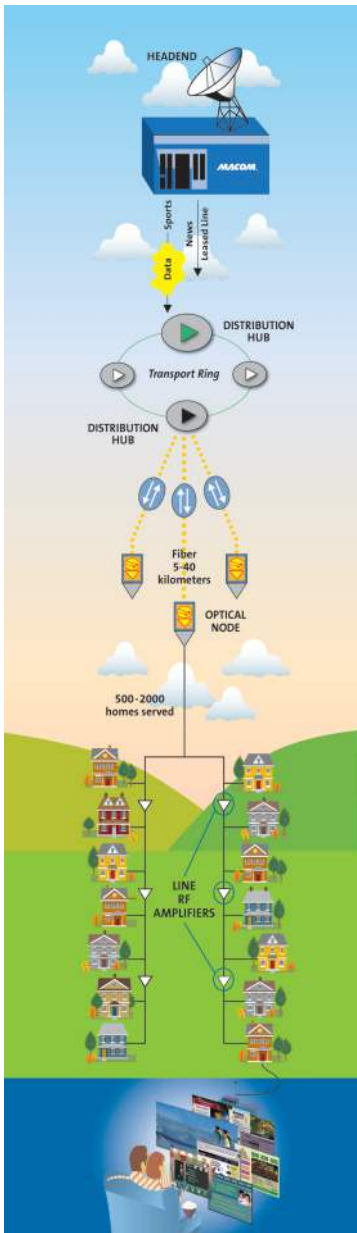 HEADEND
MACOM
Sports
Data
News
Leased Line
DISTRIBUTION
HUB
Transport Ring
DISTRIBUTION
HUB
Fiber
5-40
kilometers
OPTICAL
NODE
500-2000
homes served
LINE
RF
AMPLIFIERS